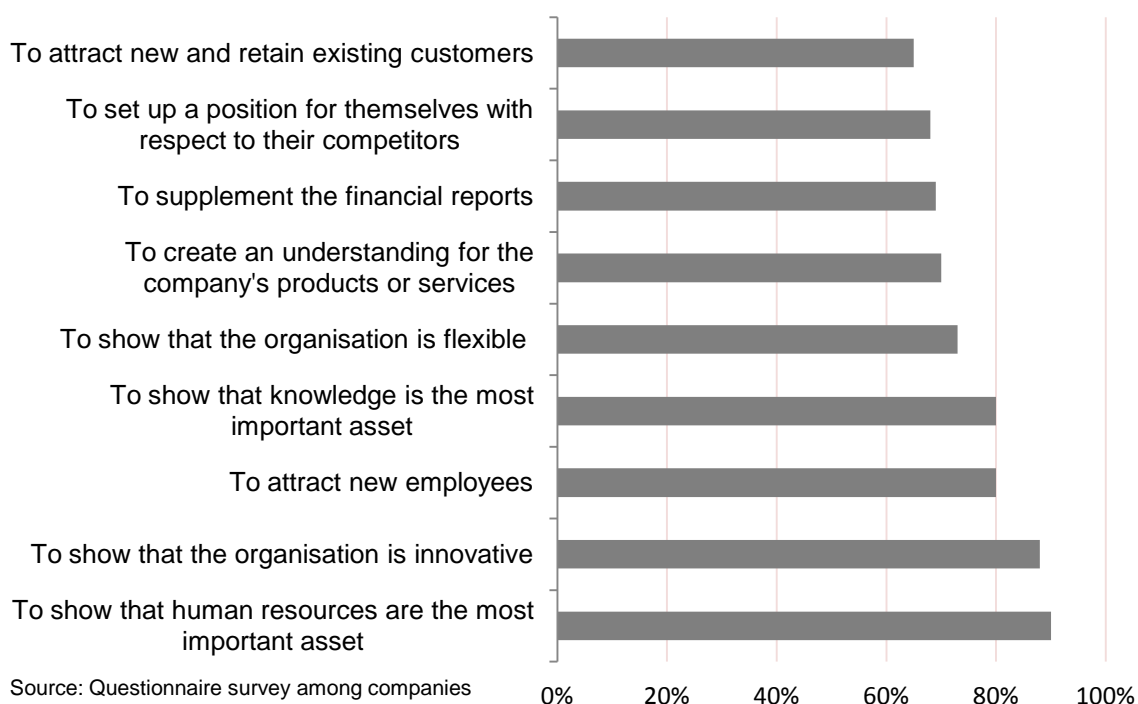 To attract new and retain existing customers
To set up a position for themselves with
respect to their competitors
To supplement the financial reports
To create an understanding for the
company's products or services
To show that the organisation is flexible
To show that knowledge is the most
important asset
To attract new employees
To show that the organisation is innovative
To show that human resources are the most
important asset
Source: Questionnaire survey among companies
0% 20% 40% 60% 80% 100%